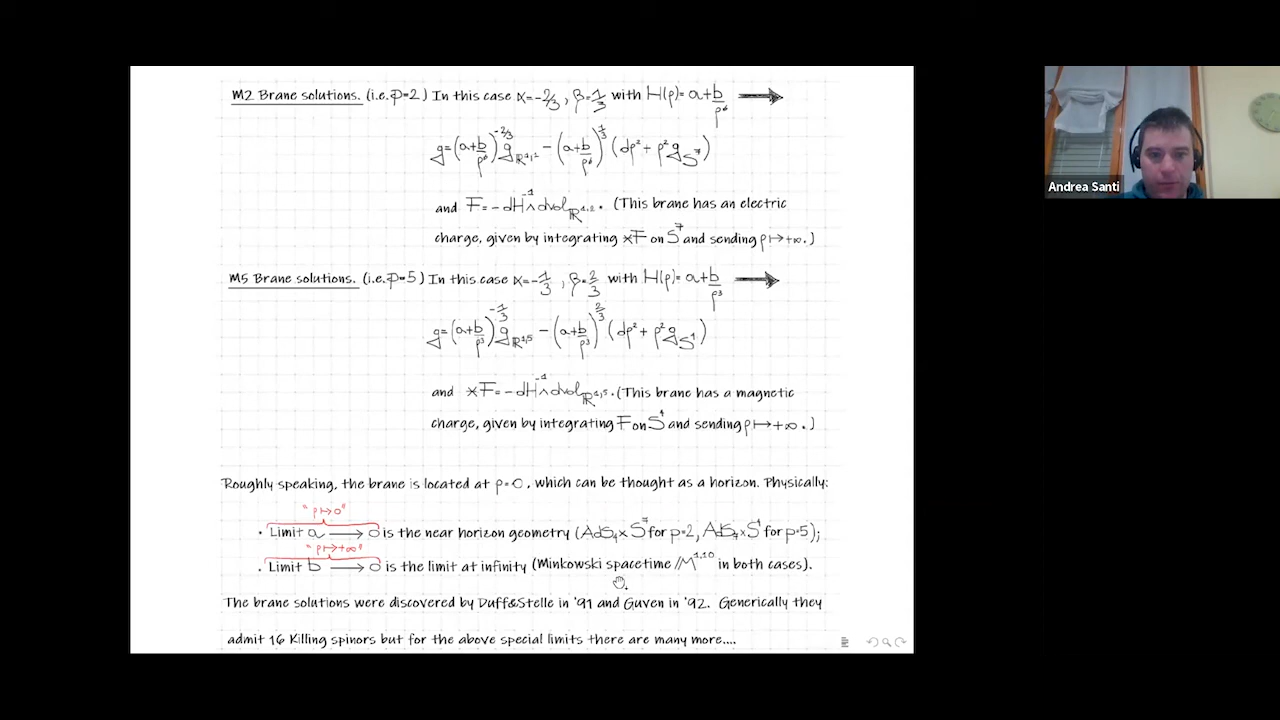 M2 Brane solutions. (i.e. p=2) In this case α=-2/3, β=1/3 with H(ρ)=a+b/ρ⁶ ⟹
g=(a+b/ρ⁶)^{-2/3} g_{ℝ^{1,2}} - (a+b/ρ⁶)^{1/3} (dρ²+ρ²g_{S⁷})
and F=-dH^{-1}∧dvol_{ℝ^{1,2}}. (This brane has an electric
charge, given by integrating ⋆F on S⁷ and sending ρ↦+∞.)
M5 Brane solutions. (i.e. p=5) In this case α=-1/3, β=2/3 with H(ρ)=a+b/ρ³ ⟹
g=(a+b/ρ³)^{-1/3} g_{ℝ^{1,5}} - (a+b/ρ³)^{2/3} (dρ²+ρ²g_{S⁴})
and ⋆F=-dH^{-1}∧dvol_{ℝ^{1,5}}. (This brane has a magnetic
charge, given by integrating F on S⁴ and sending ρ↦+∞.)
Roughly speaking, the brane is located at ρ=0, which can be thought as a horizon. Physically:
"ρ↦0"
· Limit a ⟶ 0 is the near horizon geometry (AdS₄×S⁷ for p=2, AdS₇×S⁴ for p=5);
"ρ↦+∞"
· Limit b ⟶ 0 is the limit at infinity (Minkowski spacetime 𝕄^{1,10} in both cases).
The brane solutions were discovered by Duff&Stelle in '91 and Guven in '92. Generically they
admit 16 Killing spinors but for the above special limits there are many more....
Andrea Santi